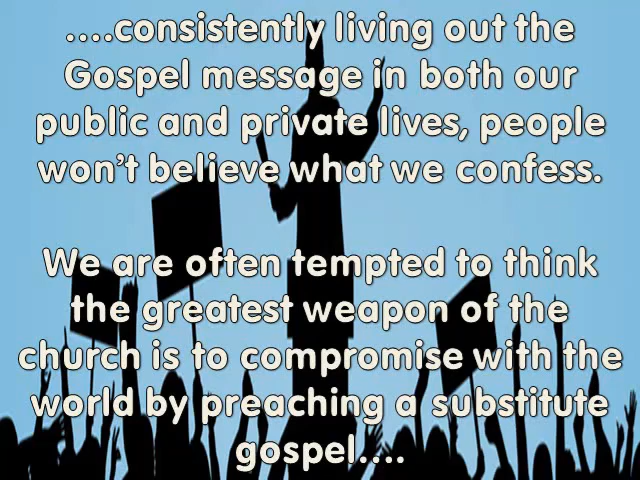 ....consistently living out the
Gospel message in both our
public and private lives, people
won't believe what we confess.
We are often tempted to think
the greatest weapon of the
church is to compromise with the
world by preaching a substitute
gospel....